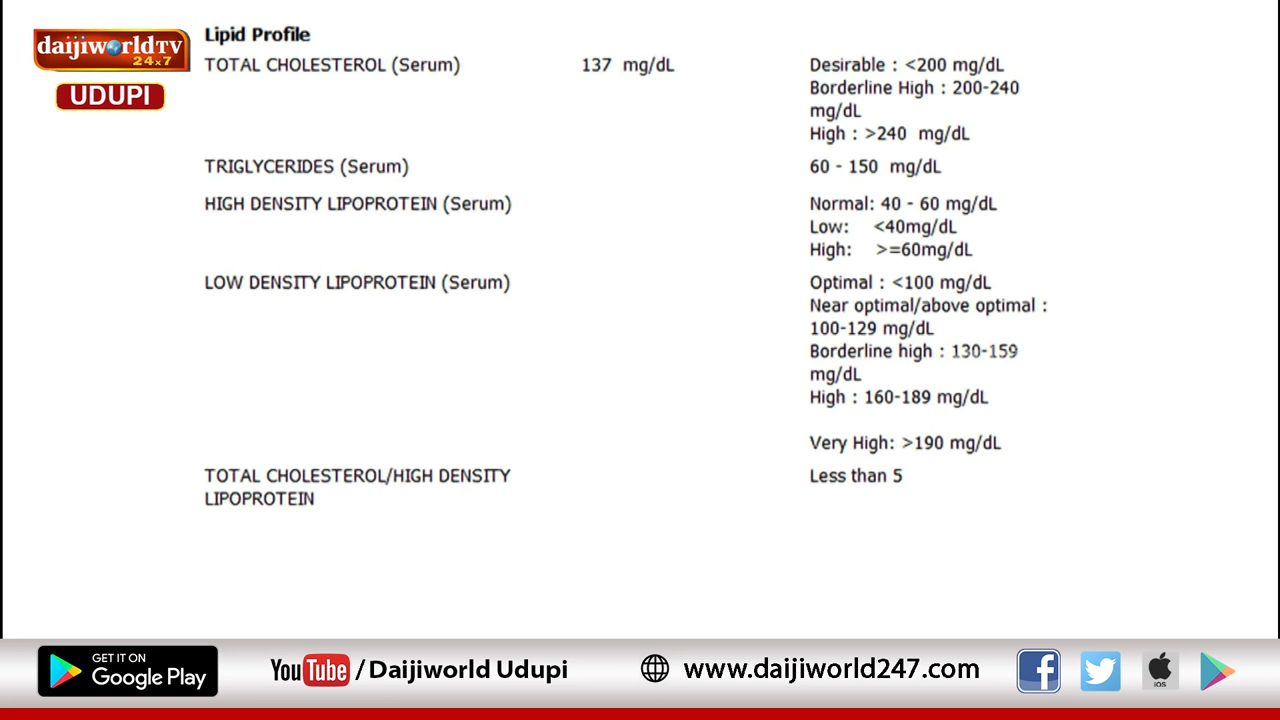 daijiworldTV
24x7
UDUPI
Lipid Profile
TOTAL CHOLESTEROL (Serum) 137 mg/dL Desirable : <200 mg/dL
Borderline High : 200-240
mg/dL
High : >240 mg/dL
TRIGLYCERIDES (Serum) 60 - 150 mg/dL
HIGH DENSITY LIPOPROTEIN (Serum) Normal: 40 - 60 mg/dL
Low: <40mg/dL
High: >=60mg/dL
LOW DENSITY LIPOPROTEIN (Serum) Optimal : <100 mg/dL
Near optimal/above optimal :
100-129 mg/dL
Borderline high : 130-159
mg/dL
High : 160-189 mg/dL
Very High: >190 mg/dL
TOTAL CHOLESTEROL/HIGH DENSITY Less than 5
LIPOPROTEIN
GET IT ON
Google Play
YouTube / Daijiworld Udupi
www.daijiworld247.com
f
iOS